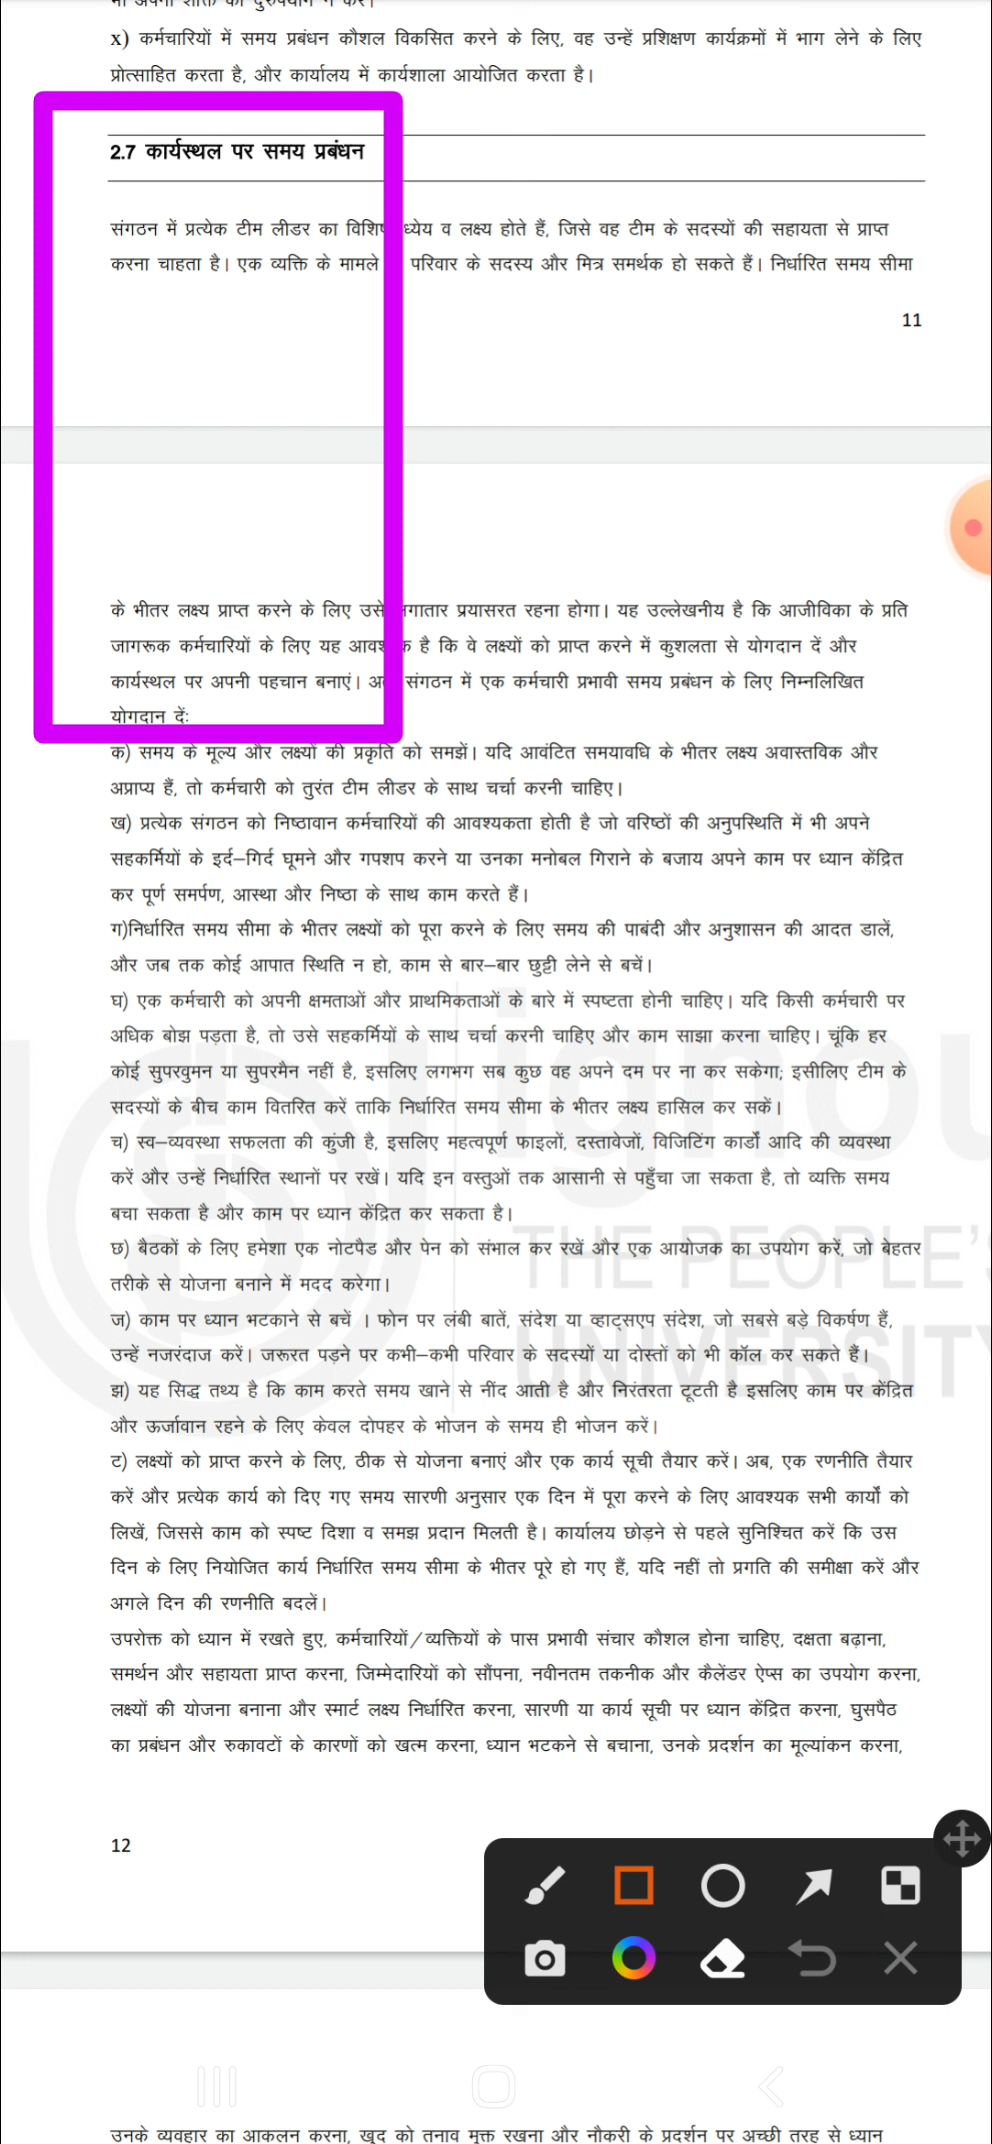 x) कर्मचारियों में समय प्रबंधन कौशल विकसित करने के लिए, वह उन्हें प्रशिक्षण कार्यक्रमों में भाग लेने के लिए
प्रोत्साहित करता है, और कार्यालय में कार्यशाला आयोजित करता है।
2.7 कार्यस्थल पर समय प्रबंधन
संगठन में प्रत्येक टीम लीडर का ध्येय व लक्ष्य होते हैं, जिसे वह टीम के सदस्यों की सहायता से प्राप्त
करना चाहता है। एक व्यक्ति के मामले परिवार के सदस्य और मित्र समर्थक हो सकते हैं। निर्धारित समय सीमा
11
के भीतर लक्ष्य प्राप्त करने के लिए उसे लगातार प्रयासरत रहना होगा। यह उल्लेखनीय है कि आजीविका के प्रति
जागरूक कर्मचारियों के लिए यह आवश्यक है कि वे लक्ष्यों को प्राप्त करने में कुशलता से योगदान दें और
कार्यस्थल पर अपनी पहचान बनाएं। संगठन में एक कर्मचारी प्रभावी समय प्रबंधन के लिए निम्नलिखित
योगदान दें:
क) समय के मूल्य और लक्ष्यों की प्रकृति को समझें। यदि आवंटित समयावधि के भीतर लक्ष्य अवास्तविक और
अप्राप्य हैं, तो कर्मचारी को तुरंत टीम लीडर के साथ चर्चा करनी चाहिए।
ख) प्रत्येक संगठन को निष्ठावान कर्मचारियों की आवश्यकता होती है जो वरिष्ठों की अनुपस्थिति में भी अपने
सहकर्मियों के इर्द–गिर्द घूमने और गपशप करने या उनका मनोबल गिराने के बजाय अपने काम पर ध्यान केंद्रित
कर पूर्ण समर्पण, आस्था और निष्ठा के साथ काम करते हैं।
ग)निर्धारित समय सीमा के भीतर लक्ष्यों को पूरा करने के लिए समय की पाबंदी और अनुशासन की आदत डालें,
और जब तक कोई आपात स्थिति न हो, काम से बार–बार छुट्टी लेने से बचें।
घ) एक कर्मचारी को अपनी क्षमताओं और प्राथमिकताओं के बारे में स्पष्टता होनी चाहिए। यदि किसी कर्मचारी पर
अधिक बोझ पड़ता है, तो उसे सहकर्मियों के साथ चर्चा करनी चाहिए और काम साझा करना चाहिए। चूंकि हर
कोई सुपरवुमन या सुपरमैन नहीं है, इसलिए लगभग सब कुछ वह अपने दम पर ना कर सकेगा; इसीलिए टीम के
सदस्यों के बीच काम वितरित करें ताकि निर्धारित समय सीमा के भीतर लक्ष्य हासिल कर सकें।
च) स्व–व्यवस्था सफलता की कुंजी है, इसलिए महत्वपूर्ण फाइलों, दस्तावेजों, विजिटिंग कार्डों आदि की व्यवस्था
करें और उन्हें निर्धारित स्थानों पर रखें। यदि इन वस्तुओं तक आसानी से पहुँचा जा सकता है, तो व्यक्ति समय
बचा सकता है और काम पर ध्यान केंद्रित कर सकता है।
छ) बैठकों के लिए हमेशा एक नोटपैड और पेन को संभाल कर रखें और एक आयोजक का उपयोग करें, जो बेहतर
तरीके से योजना बनाने में मदद करेगा।
ज) काम पर ध्यान भटकाने से बचें । फोन पर लंबी बातें, संदेश या व्हाट्सएप संदेश, जो सबसे बड़े विकर्षण हैं,
उन्हें नजरंदाज करें। जरूरत पड़ने पर कभी–कभी परिवार के सदस्यों या दोस्तों को भी कॉल कर सकते हैं।
झ) यह सिद्ध तथ्य है कि काम करते समय खाने से नींद आती है और निरंतरता टूटती है इसलिए काम पर केंद्रित
और ऊर्जावान रहने के लिए केवल दोपहर के भोजन के समय ही भोजन करें।
ट) लक्ष्यों को प्राप्त करने के लिए, ठीक से योजना बनाएं और एक कार्य सूची तैयार करें। अब, एक रणनीति तैयार
करें और प्रत्येक कार्य को दिए गए समय सारणी अनुसार एक दिन में पूरा करने के लिए आवश्यक सभी कार्यों को
लिखें, जिससे काम को स्पष्ट दिशा व समझ प्रदान मिलती है। कार्यालय छोड़ने से पहले सुनिश्चित करें कि उस
दिन के लिए नियोजित कार्य निर्धारित समय सीमा के भीतर पूरे हो गए हैं, यदि नहीं तो प्रगति की समीक्षा करें और
अगले दिन की रणनीति बदलें।
उपरोक्त को ध्यान में रखते हुए, कर्मचारियों/व्यक्तियों के पास प्रभावी संचार कौशल होना चाहिए, दक्षता बढ़ाना,
समर्थन और सहायता प्राप्त करना, जिम्मेदारियों को सौंपना, नवीनतम तकनीक और कैलेंडर ऐप्स का उपयोग करना,
लक्ष्यों की योजना बनाना और स्मार्ट लक्ष्य निर्धारित करना, सारणी या कार्य सूची पर ध्यान केंद्रित करना, घुसपैठ
का प्रबंधन और रुकावटों के कारणों को खत्म करना, ध्यान भटकने से बचाना, उनके प्रदर्शन का मूल्यांकन करना,
ignou
THE PEOPLE'S
UNIVERSITY
12
उनके व्यवहार का आकलन करना, खुद को तनाव मुक्त रखना और नौकरी के प्रदर्शन पर अच्छी तरह से ध्यान